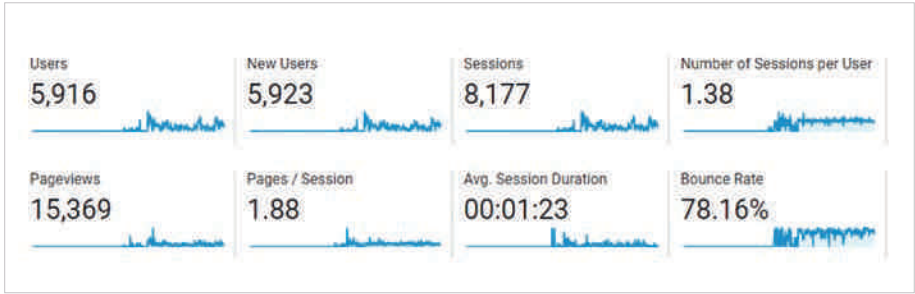 Users
5,916
New Users
5,923
Sessions
8,177
Number of Sessions per User
1.38
Pageviews
15,369
Pages / Session
1.88
Avg. Session Duration
00:01:23
Bounce Rate
78.16%